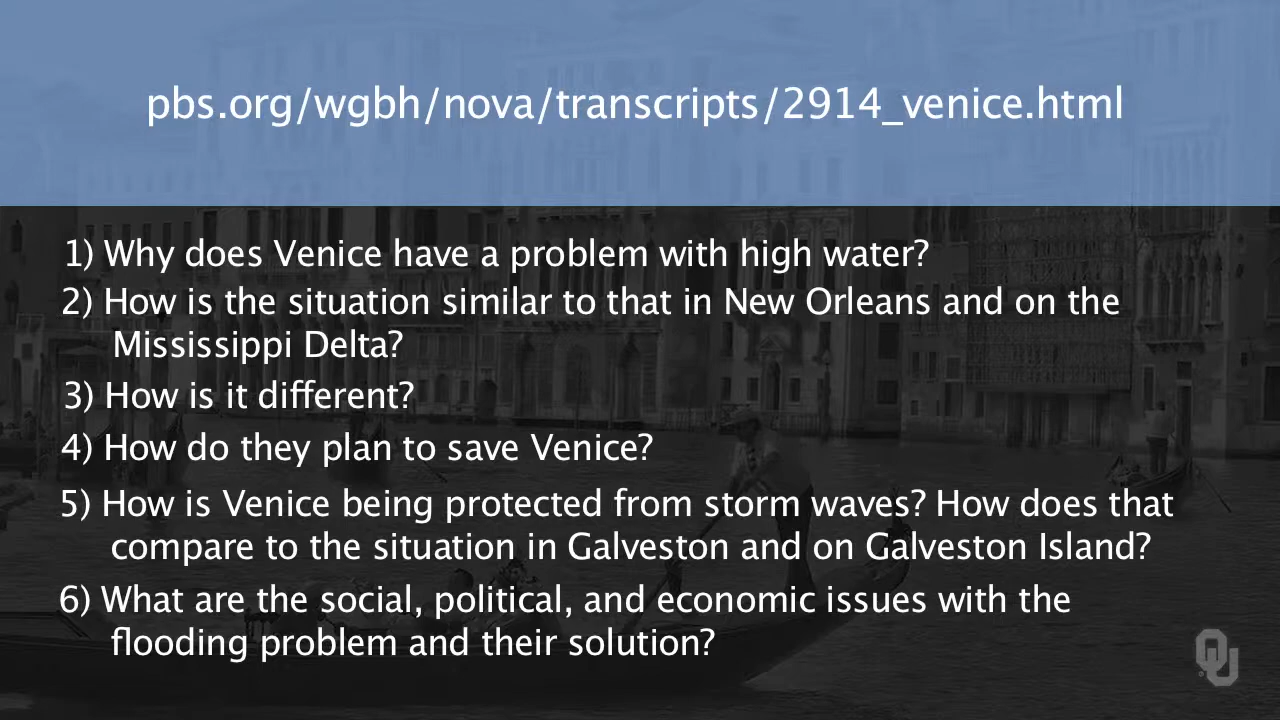 pbs.org/wgbh/nova/transcripts/2914_venice.html
1) Why does Venice have a problem with high water?
2) How is the situation similar to that in New Orleans and on the
Mississippi Delta?
3) How is it different?
4) How do they plan to save Venice?
5) How is Venice being protected from storm waves? How does that
compare to the situation in Galveston and on Galveston Island?
6) What are the social, political, and economic issues with the
flooding problem and their solution?
OU